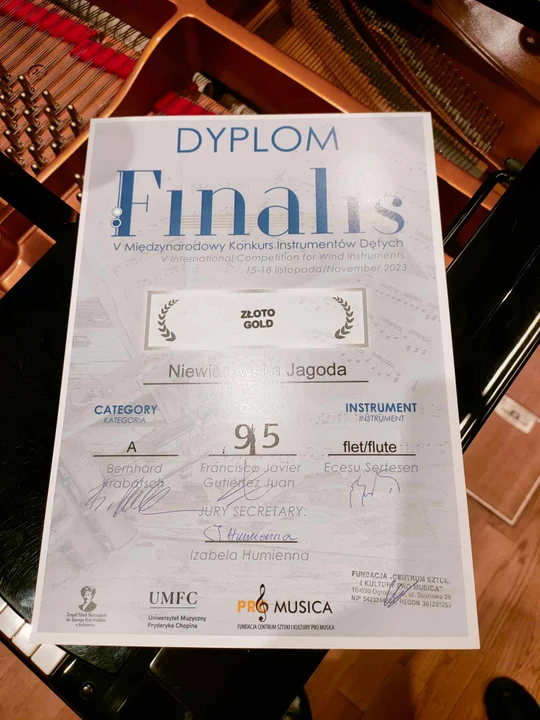 DYPLOM
Finalis
V Międzynarodowy Konkurs Instrumentów Dętych
V International Competition for Wind Instruments
15-18 listopada/November 2023
ZŁOTO
GOLD
Jagoda
CATEGORY
KATEGORIA
INSTRUMENT
INSTRUMENT
A
95
flet/flute
Bernhard
Krabatsch
Francisco Javier
Gutiérez Juan
Ecesu Sertesen
JURY SECRETARY:
IHumienna
Izabela Humienna
UMFC
Uniwersytet Muzyczny
Fryderyka Chopina
PRO MUSICA
FUNDACJA CENTRUM SZTUKI I KULTURY PRO MUSICA
FUNDACJA „CENTRUM SZTUKI
I KULTURY PRO MUSICA"